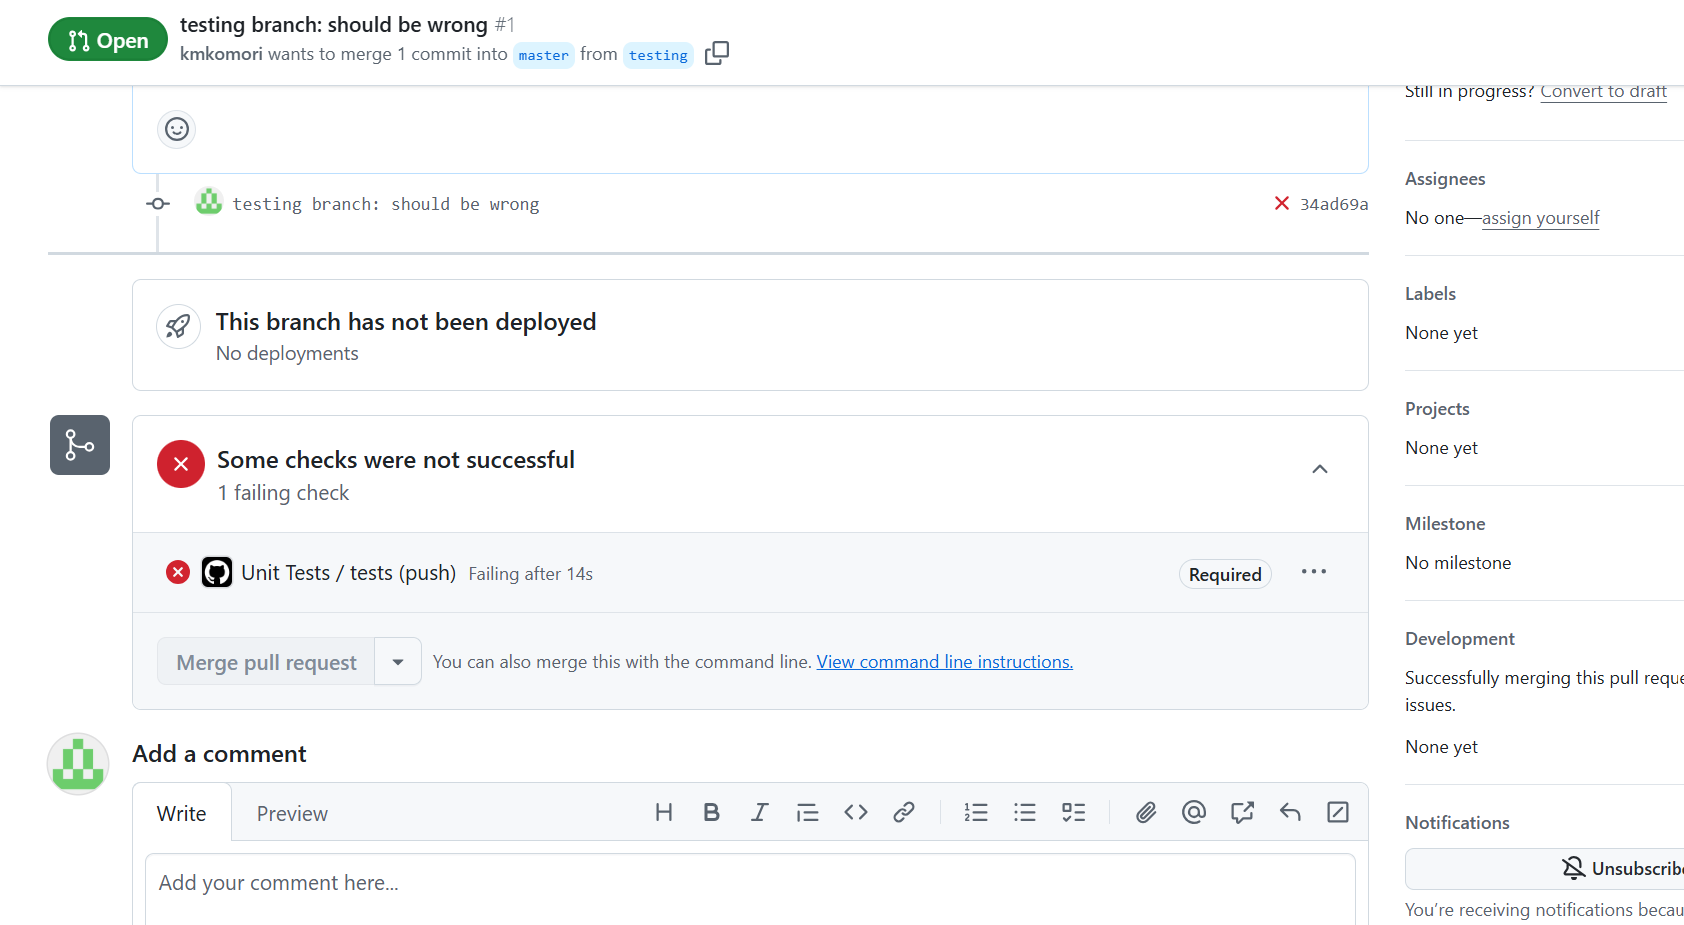 Open
testing branch: should be wrong #1
kmkomori wants to merge 1 commit into master from testing
testing branch: should be wrong
34ad69a
This branch has not been deployed
No deployments
Some checks were not successful
1 failing check
Unit Tests / tests (push) Failing after 14s
Required
Merge pull request
You can also merge this with the command line. View command line instructions.
Add a comment
Write
Preview
Add your comment here...
Still in progress? Convert to draft
Assignees
No one—assign yourself
Labels
None yet
Projects
None yet
Milestone
No milestone
Development
Successfully merging this pull reque
issues.
None yet
Notifications
Unsubscribe
You're receiving notifications becau